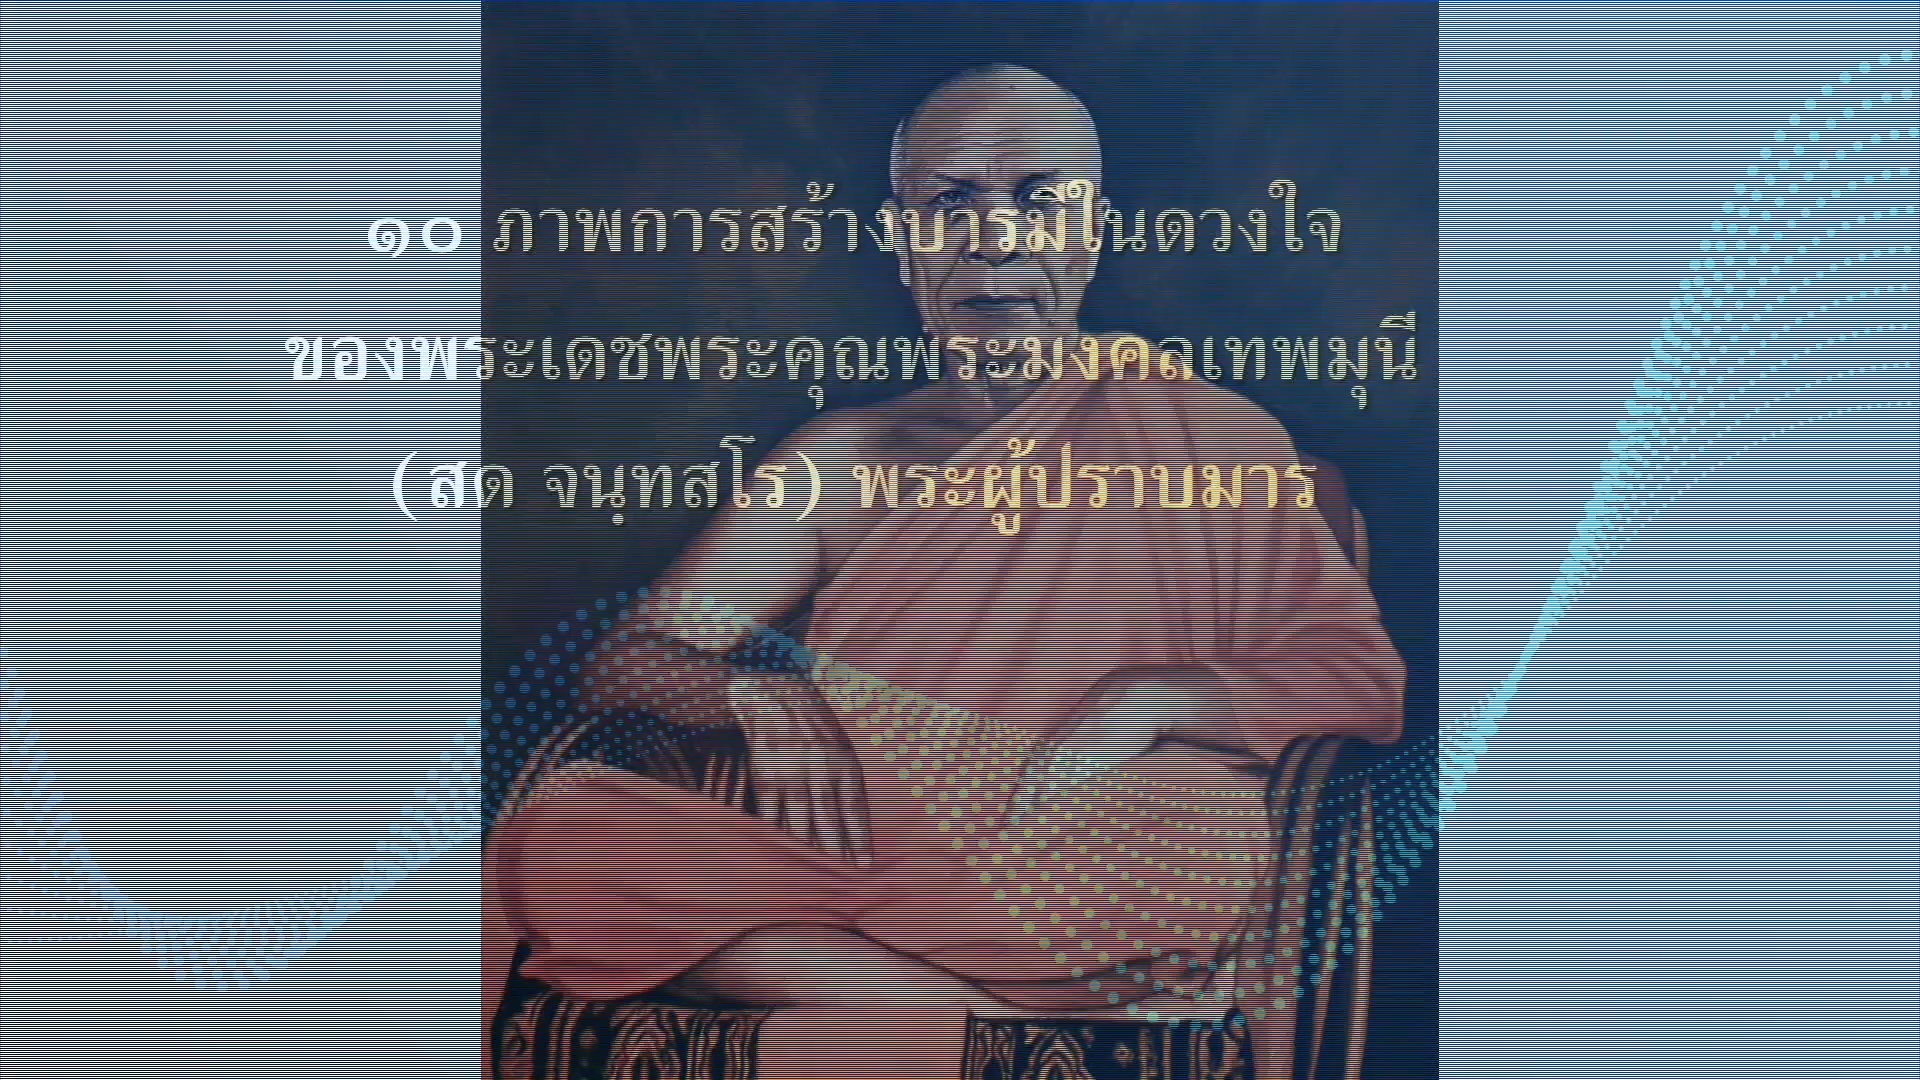 ๑๐ ภาพการสร้างบารมีในดวงใจ
ของพระเดชพระคุณพระมงคลเทพมุนี
(สด จนฺทสโร) พระผู้ปราบมาร